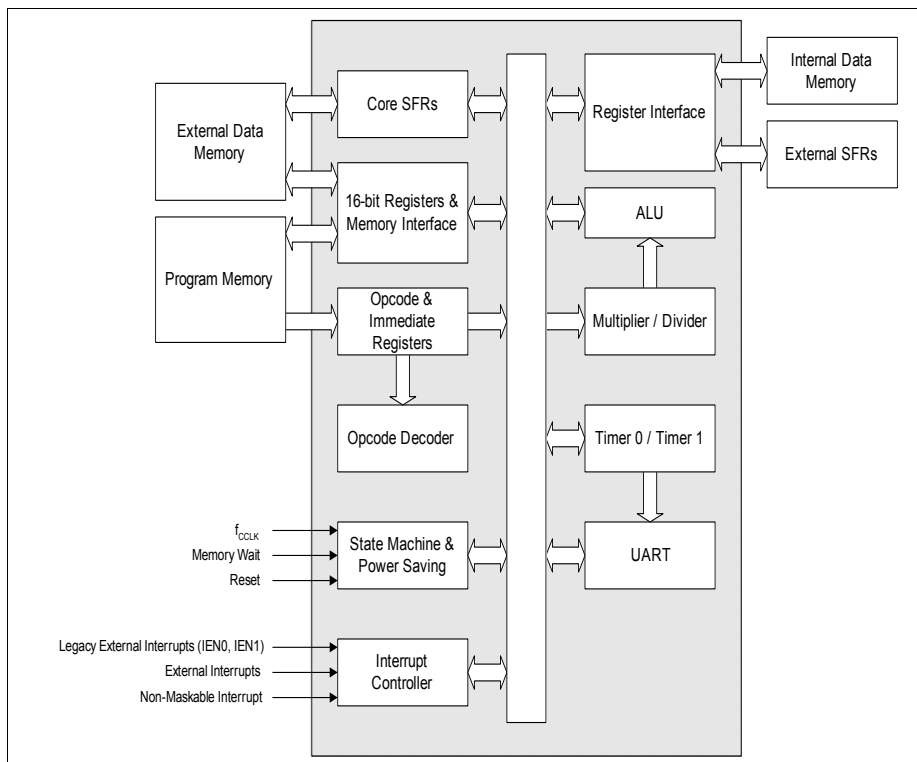 External Data
Memory
Program Memory
Core SFRs
16-bit Registers &
Memory Interface
Opcode &
Immediate
Registers
Opcode Decoder
State Machine &
Power Saving
Interrupt
Controller
fCCLK
Memory Wait
Reset
Legacy External Interrupts (IEN0, IEN1)
External Interrupts
Non-Maskable Interrupt
Register Interface
ALU
Multiplier / Divider
Timer 0 / Timer 1
UART
Internal Data
Memory
External SFRs